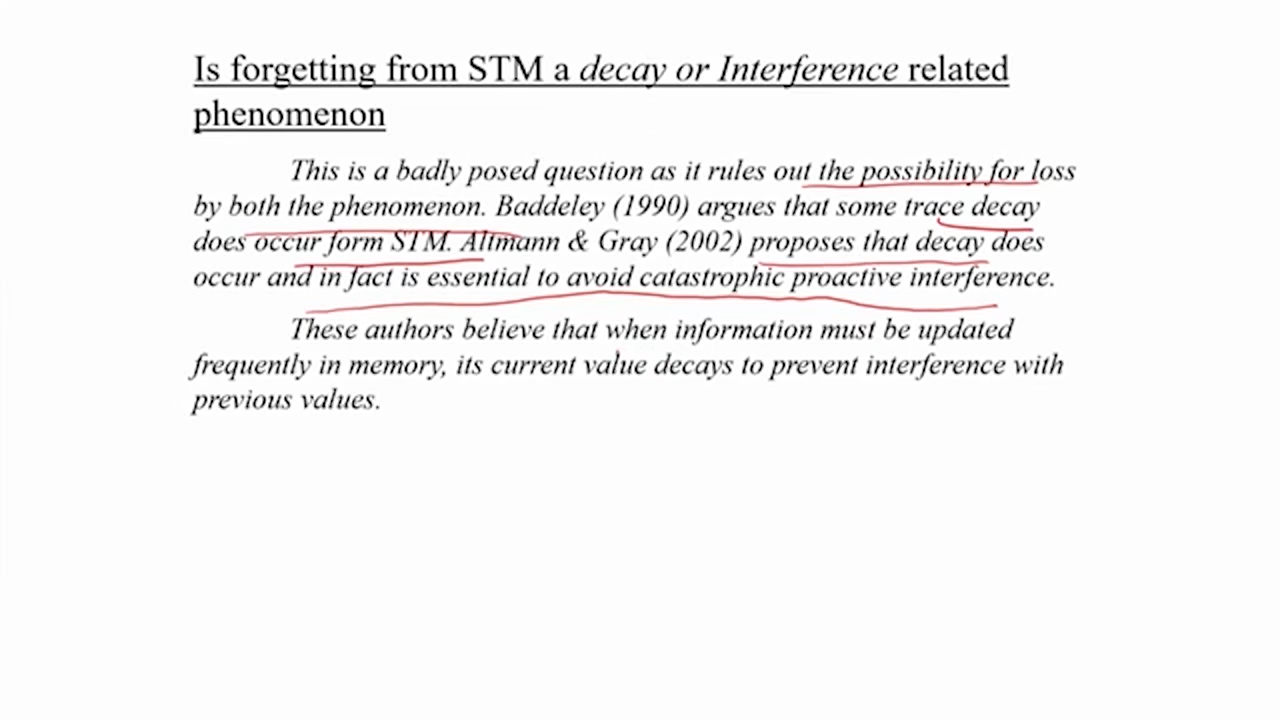 Is forgetting from STM a decay or Interference related
phenomenon
This is a badly posed question as it rules out the possibility for loss
by both the phenomenon. Baddeley (1990) argues that some trace decay
does occur form STM. Altmann & Gray (2002) proposes that decay does
occur and in fact is essential to avoid catastrophic proactive interference.
These authors believe that when information must be updated
frequently in memory, its current value decays to prevent interference with
previous values.